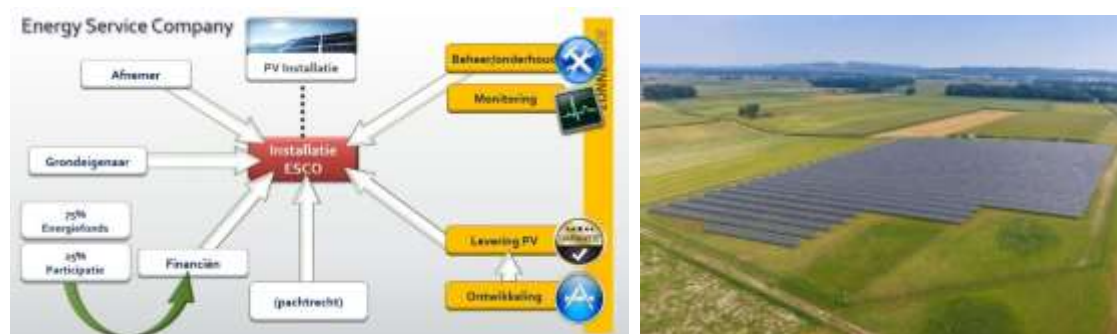 Energy Service Company
PV Installatie
Afnemer
Beheer/onderhoud
Monitoring
Installatie
ESCO
Grondeigenaar
75%
Energiefonds
25%
Participatie
Financiën
(pachtrecht)
Levering PV
Ontwikkeling